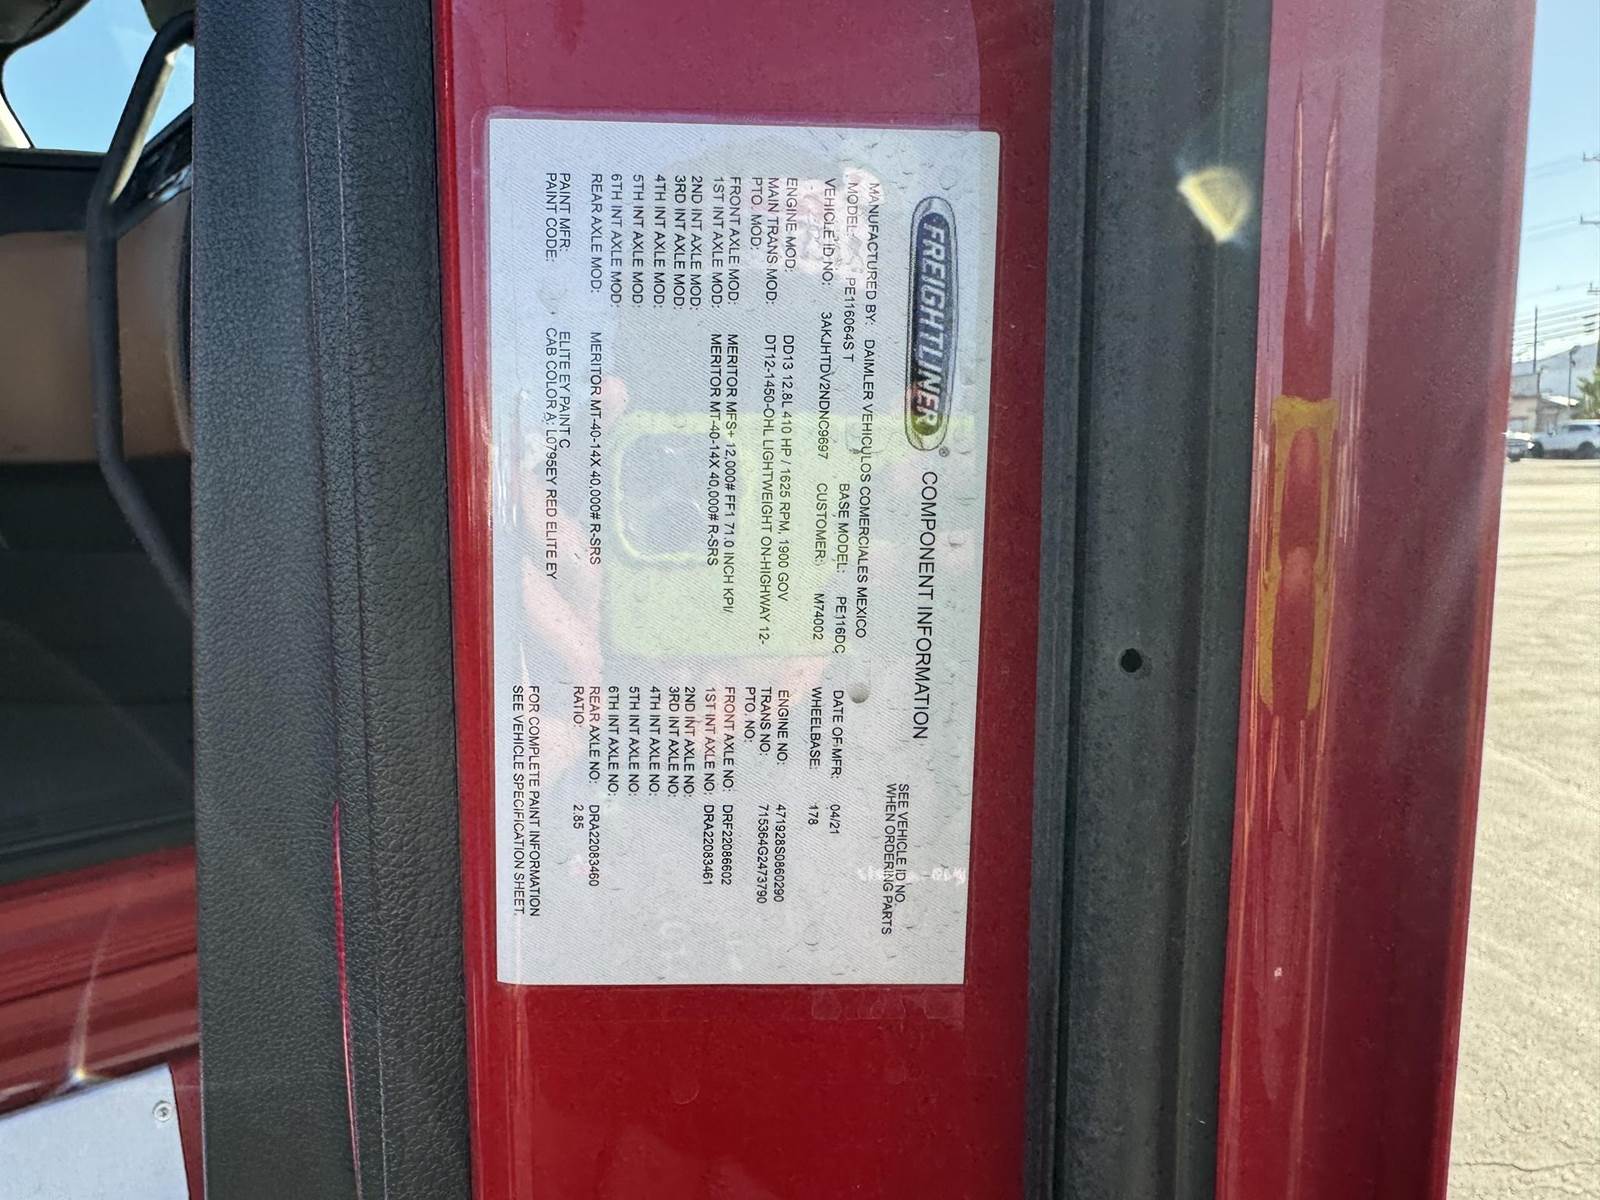 FREIGHTLINER® COMPONENT INFORMATION
SEE VEHICLE ID NO.
WHEN ORDERING PARTS
MANUFACTURED BY: DAIMLER VEHICULOS COMERCIALES MEXICO
MODEL: PE116064S T BASE MODEL: PE116DC DATE OF MFR: 04/21
VEHICLE ID NO: 3AKJHTDV2NDNC9697 CUSTOMER: M74002 WHEELBASE: 178
ENGINE MOD: DD13 12.8L 410 HP / 1625 RPM, 1900 GOV ENGINE NO: 471928S0860290
MAIN TRANS MOD: DT12-1450-OHL LIGHTWEIGHT ON-HIGHWAY 12- TRANS NO: 715364G2473790
PTO. MOD: PTO. NO:
FRONT AXLE MOD: MERITOR MFS+ 12,000# FF1 71.0 INCH KPI/ FRONT AXLE NO: DRF22086602
1ST INT AXLE MOD: MERITOR MT-40-14X 40,000# R-SRS 1ST INT AXLE NO: DRA22083461
2ND INT AXLE MOD: 2ND INT AXLE NO:
3RD INT AXLE MOD: 3RD INT AXLE NO:
4TH INT AXLE MOD: 4TH INT AXLE NO:
5TH INT AXLE MOD: 5TH INT AXLE NO:
6TH INT AXLE MOD: 6TH INT AXLE NO:
REAR AXLE MOD: MERITOR MT-40-14X 40,000# R-SRS REAR AXLE NO: DRA22083460
RATIO: 2.85
PAINT MFR: ELITE EY PAINT C
PAINT CODE: CAB COLOR A: L0795EY RED ELITE EY
FOR COMPLETE PAINT INFORMATION
SEE VEHICLE SPECIFICATION SHEET.